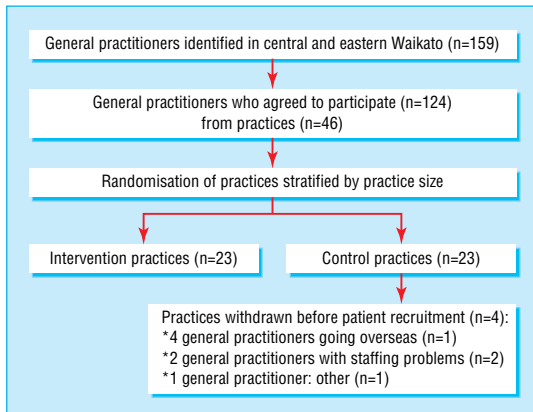 General practitioners identified in central and eastern Waikato (n=159)
General practitioners who agreed to participate (n=124)
from practices (n=46)
Randomisation of practices stratified by practice size
Intervention practices (n=23)
Control practices (n=23)
Practices withdrawn before patient recruitment (n=4):
*4 general practitioners going overseas (n=1)
*2 general practitioners with staffing problems (n=2)
*1 general practitioner: other (n=1)